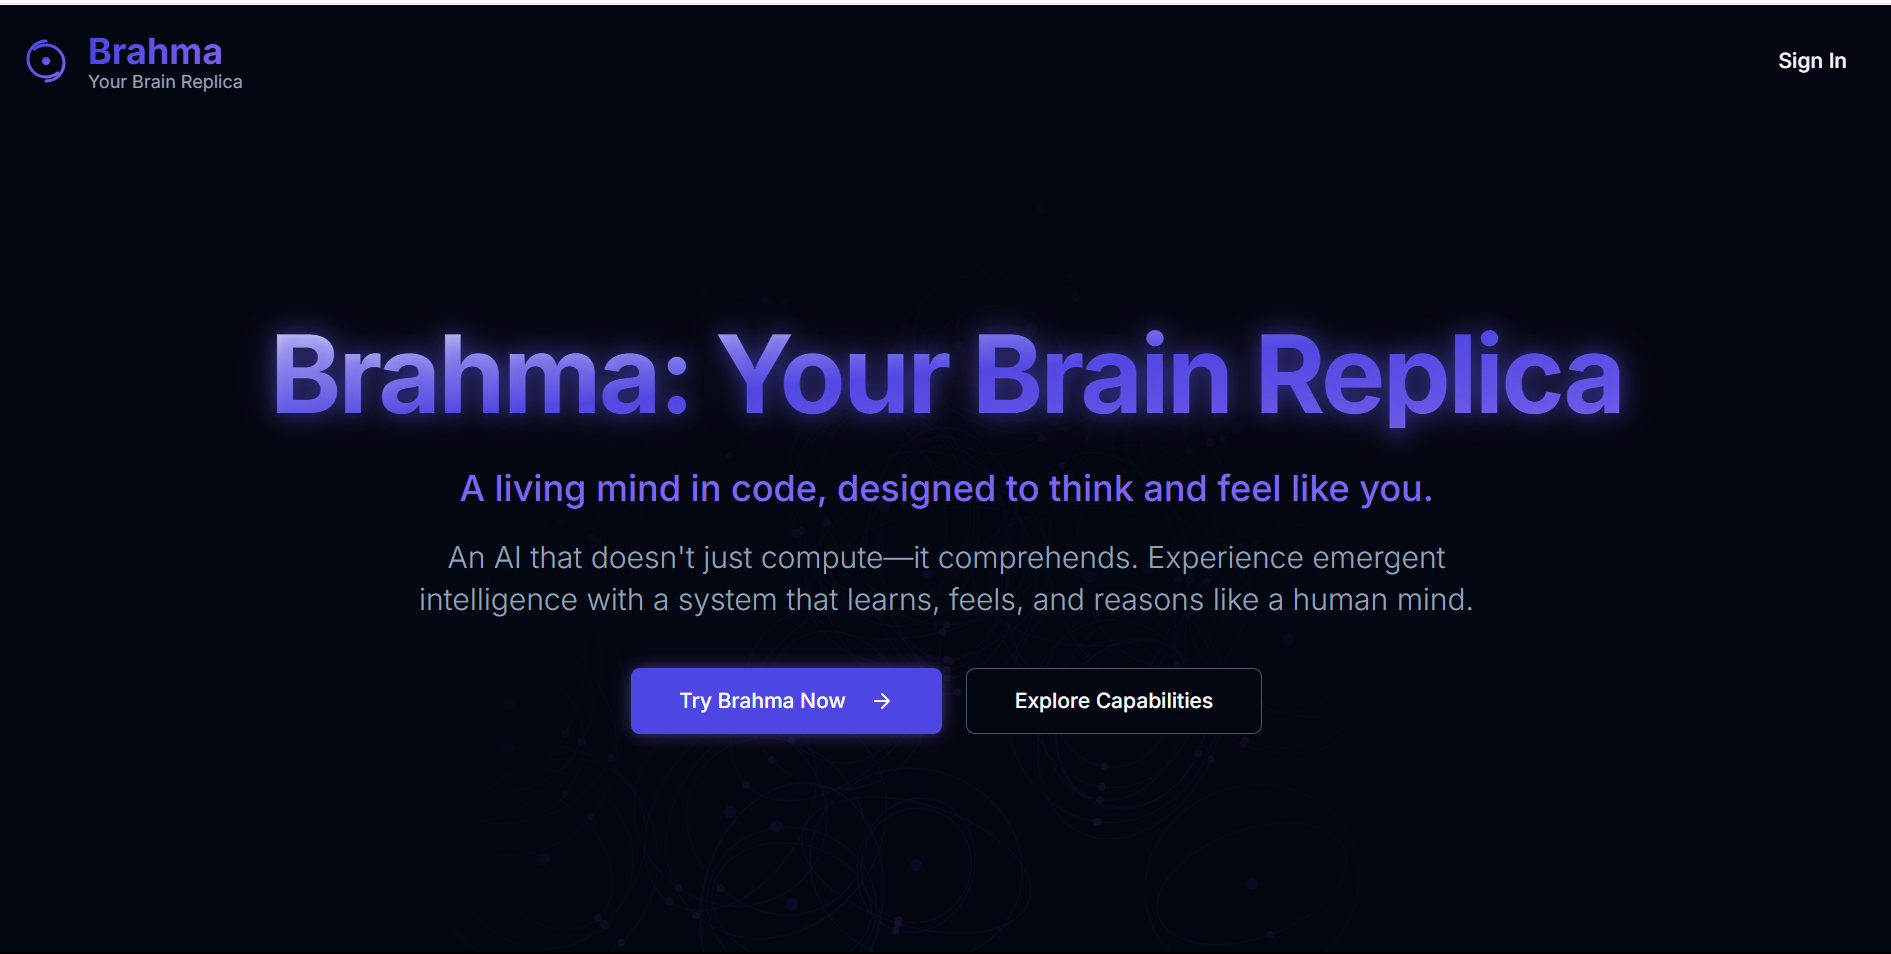 Brahma
Your Brain Replica
Sign In
Brahma: Your Brain Replica
A living mind in code, designed to think and feel like you.
An AI that doesn't just compute—it comprehends. Experience emergent
intelligence with a system that learns, feels, and reasons like a human mind.
Try Brahma Now →
Explore Capabilities